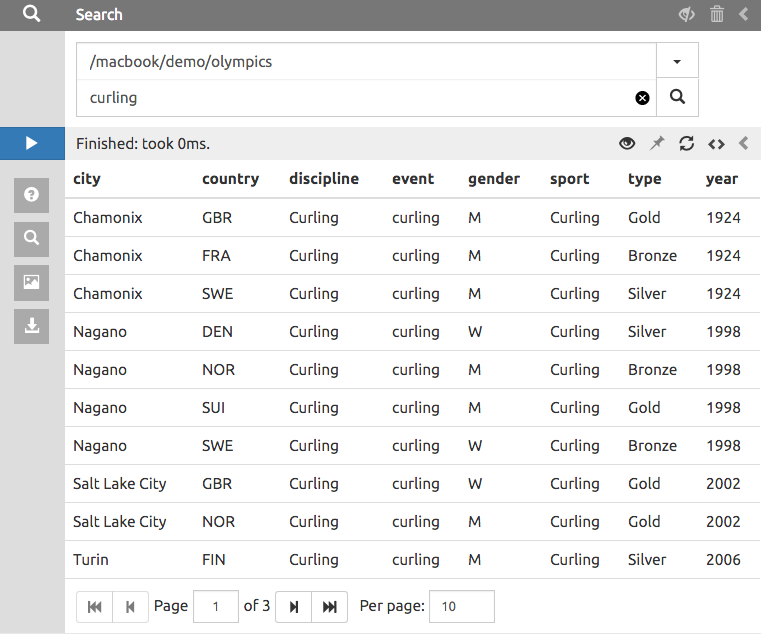 Search
/macbook/demo/olympics
curling
Finished: took 0ms.
city country discipline event gender sport type year
Chamonix GBR Curling curling M Curling Gold 1924
Chamonix FRA Curling curling M Curling Bronze 1924
Chamonix SWE Curling curling M Curling Silver 1924
Nagano DEN Curling curling W Curling Silver 1998
Nagano NOR Curling curling M Curling Bronze 1998
Nagano SUI Curling curling M Curling Gold 1998
Nagano SWE Curling curling W Curling Bronze 1998
Salt Lake City GBR Curling curling W Curling Gold 2002
Salt Lake City NOR Curling curling M Curling Gold 2002
Turin FIN Curling curling M Curling Silver 2006
Page 1 of 3 Per page: 10